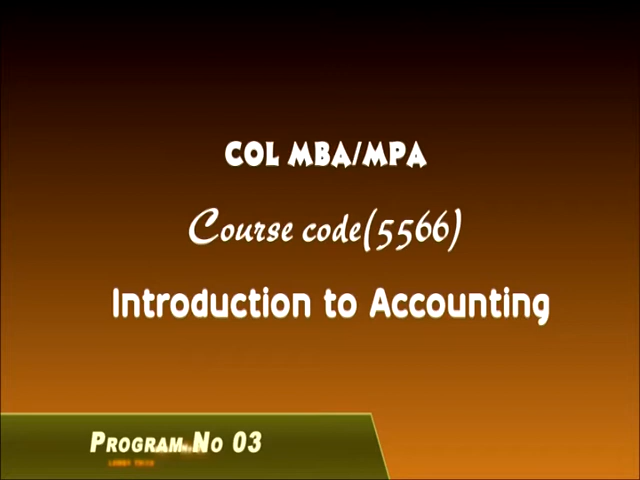 COL MBA/MPA
Course code(5566)
Introduction to Accounting
PROGRAM NO 03